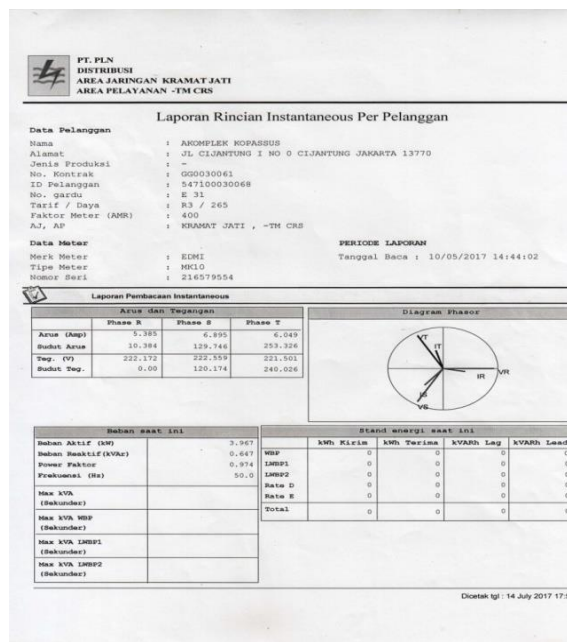 PT. PLN
DISTRIBUSI
AREA JARINGAN KRAMAT JATI
AREA PELAYANAN -TM CRS
Laporan Rincian Instantaneous Per Pelanggan
Data Pelanggan
Nama : AKOMPLEK KOPASSUS
Alamat : JL CIJANTUNG I NO 0 CIJANTUNG JAKARTA 13770
Jenis Produksi : -
No. Kontrak : GG0030061
ID Pelanggan : 547100030068
No. gardu : E 31
Tarif / Daya : R3 / 265
Faktor Meter (AMR) : 400
AJ, AP : KRAMAT JATI , -TM CRS
Data Meter PERIODE LAPORAN
Merk Meter : EDMI Tanggal Baca : 10/05/2017 14:44:02
Tipe Meter : MK10
Nomor Seri : 216579554
Laporan Pembacaan Instantaneous
Arus dan Tegangan
Phase R Phase S Phase T
Arus (Amp) 5.385 6.895 6.049
Sudut Arus 10.384 129.746 253.326
Teg. (V) 222.172 222.559 221.501
Sudut Teg. 0.00 120.174 240.026
Diagram Phasor
VT
IT
IR VR
IS
VS
Beban saat ini
Beban Aktif (kW) 3.967
Beban Reaktif(kVAr) 0.647
Power Faktor 0.974
Frekuensi (Hz) 50.0
Max kVA
(Sekunder)
Max kVA WBP
(Sekunder)
Max kVA LWBP1
(Sekunder)
Max kVA LWBP2
(Sekunder)
Stand energi saat ini
kWh Kirim kWh Terima kVARh Lag kVARh Lead
WBP 0 0 0 0
LWBP1 0 0 0 0
LWBP2 0 0 0 0
Rate D 0 0 0 0
Rate E 0 0 0 0
Total 0 0 0 0
Dicetak tgl : 14 July 2017